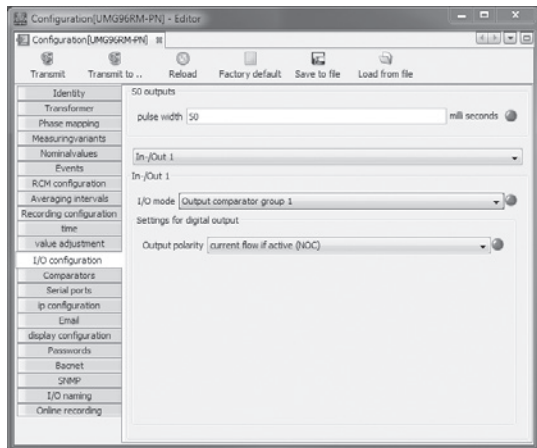 Configuration[UMG96RM-PN] - Editor
Configuration[UMG96RM-PN]
Transmit Transmit to .. Reload Factory default Save to file Load from file
Identity
Transformer
Phase mapping
Measuringvariants
Nominalvalues
Events
RCM configuration
Averaging intervals
Recording configuration
time
value adjustment
I/O configuration
Comparators
Serial ports
ip configuration
Email
display configuration
Passwords
Bacnet
SNMP
I/O naming
Online recording
S0 outputs
pulse width 50 milli seconds
In-/Out 1
In-/Out 1
I/O mode Output comparator group 1
Settings for digital output
Output polarity current flow if active (NOC)